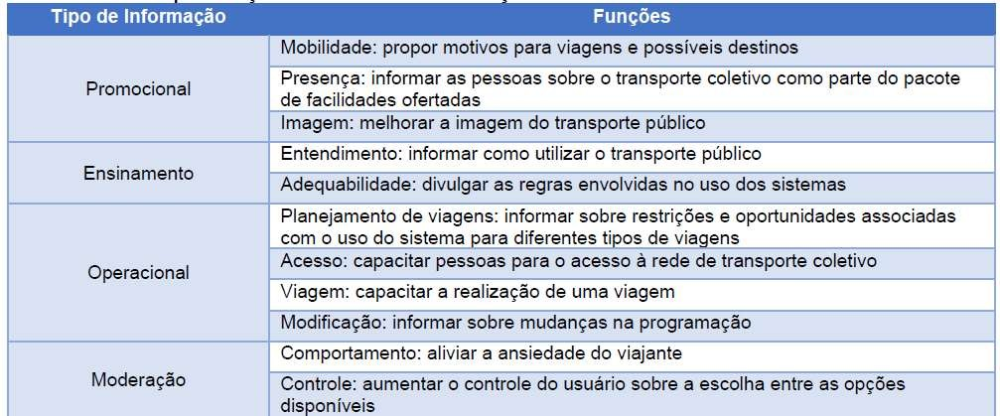 Tipo de Informação Funções
Promocional
Mobilidade: propor motivos para viagens e possíveis destinos
Presença: informar as pessoas sobre o transporte coletivo como parte do pacote
de facilidades ofertadas
Imagem: melhorar a imagem do transporte público
Ensinamento
Entendimento: informar como utilizar o transporte público
Adequabilidade: divulgar as regras envolvidas no uso dos sistemas
Operacional
Planejamento de viagens: informar sobre restrições e oportunidades associadas
com o uso do sistema para diferentes tipos de viagens
Acesso: capacitar pessoas para o acesso à rede de transporte coletivo
Viagem: capacitar a realização de uma viagem
Modificação: informar sobre mudanças na programação
Moderação
Comportamento: aliviar a ansiedade do viajante
Controle: aumentar o controle do usuário sobre a escolha entre as opções
disponíveis